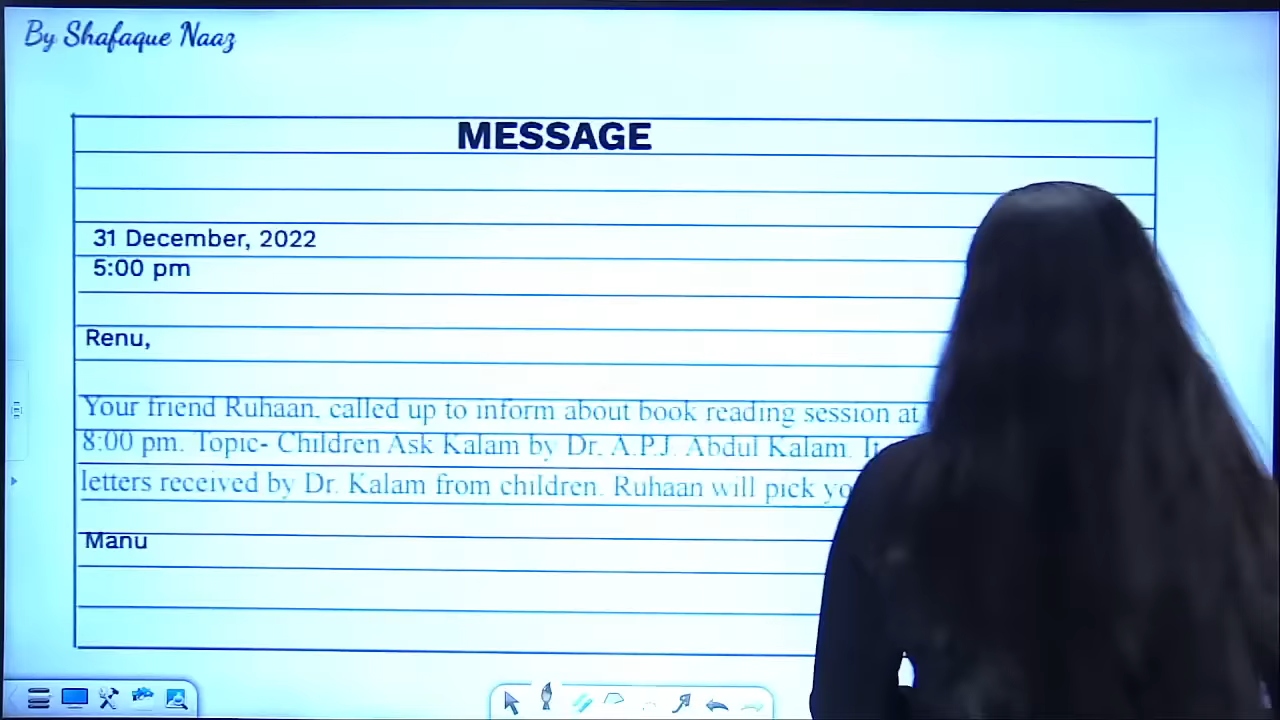 By Shafaque Naaz
MESSAGE
31 December, 2022
5:00 pm
Renu,
Your friend Ruhaan. called up to inform about book reading session at
8:00 pm. Topic- Children Ask Kalam by Dr. A.P.J. Abdul Kalam. It
letters received by Dr. Kalam from children. Ruhaan will pick
Manu